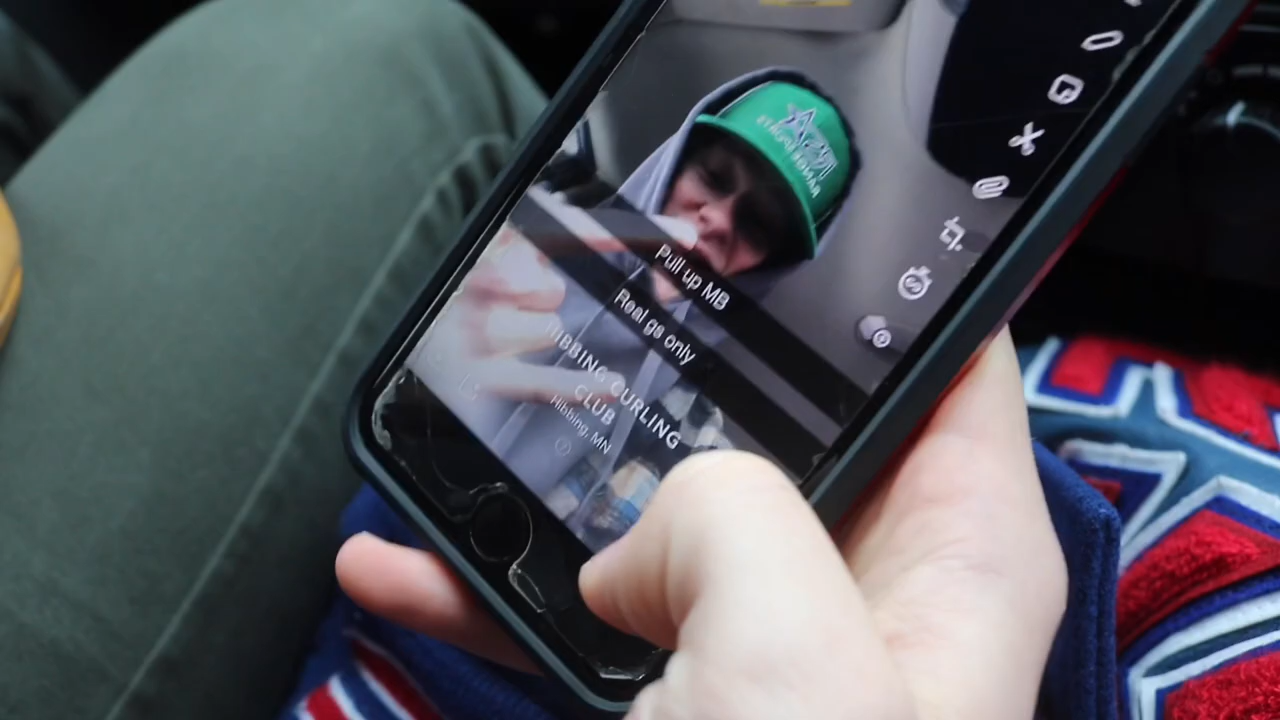 Pull up MB
Real gs only
HIBBING CURLING
CLUB
Hibbing, MN